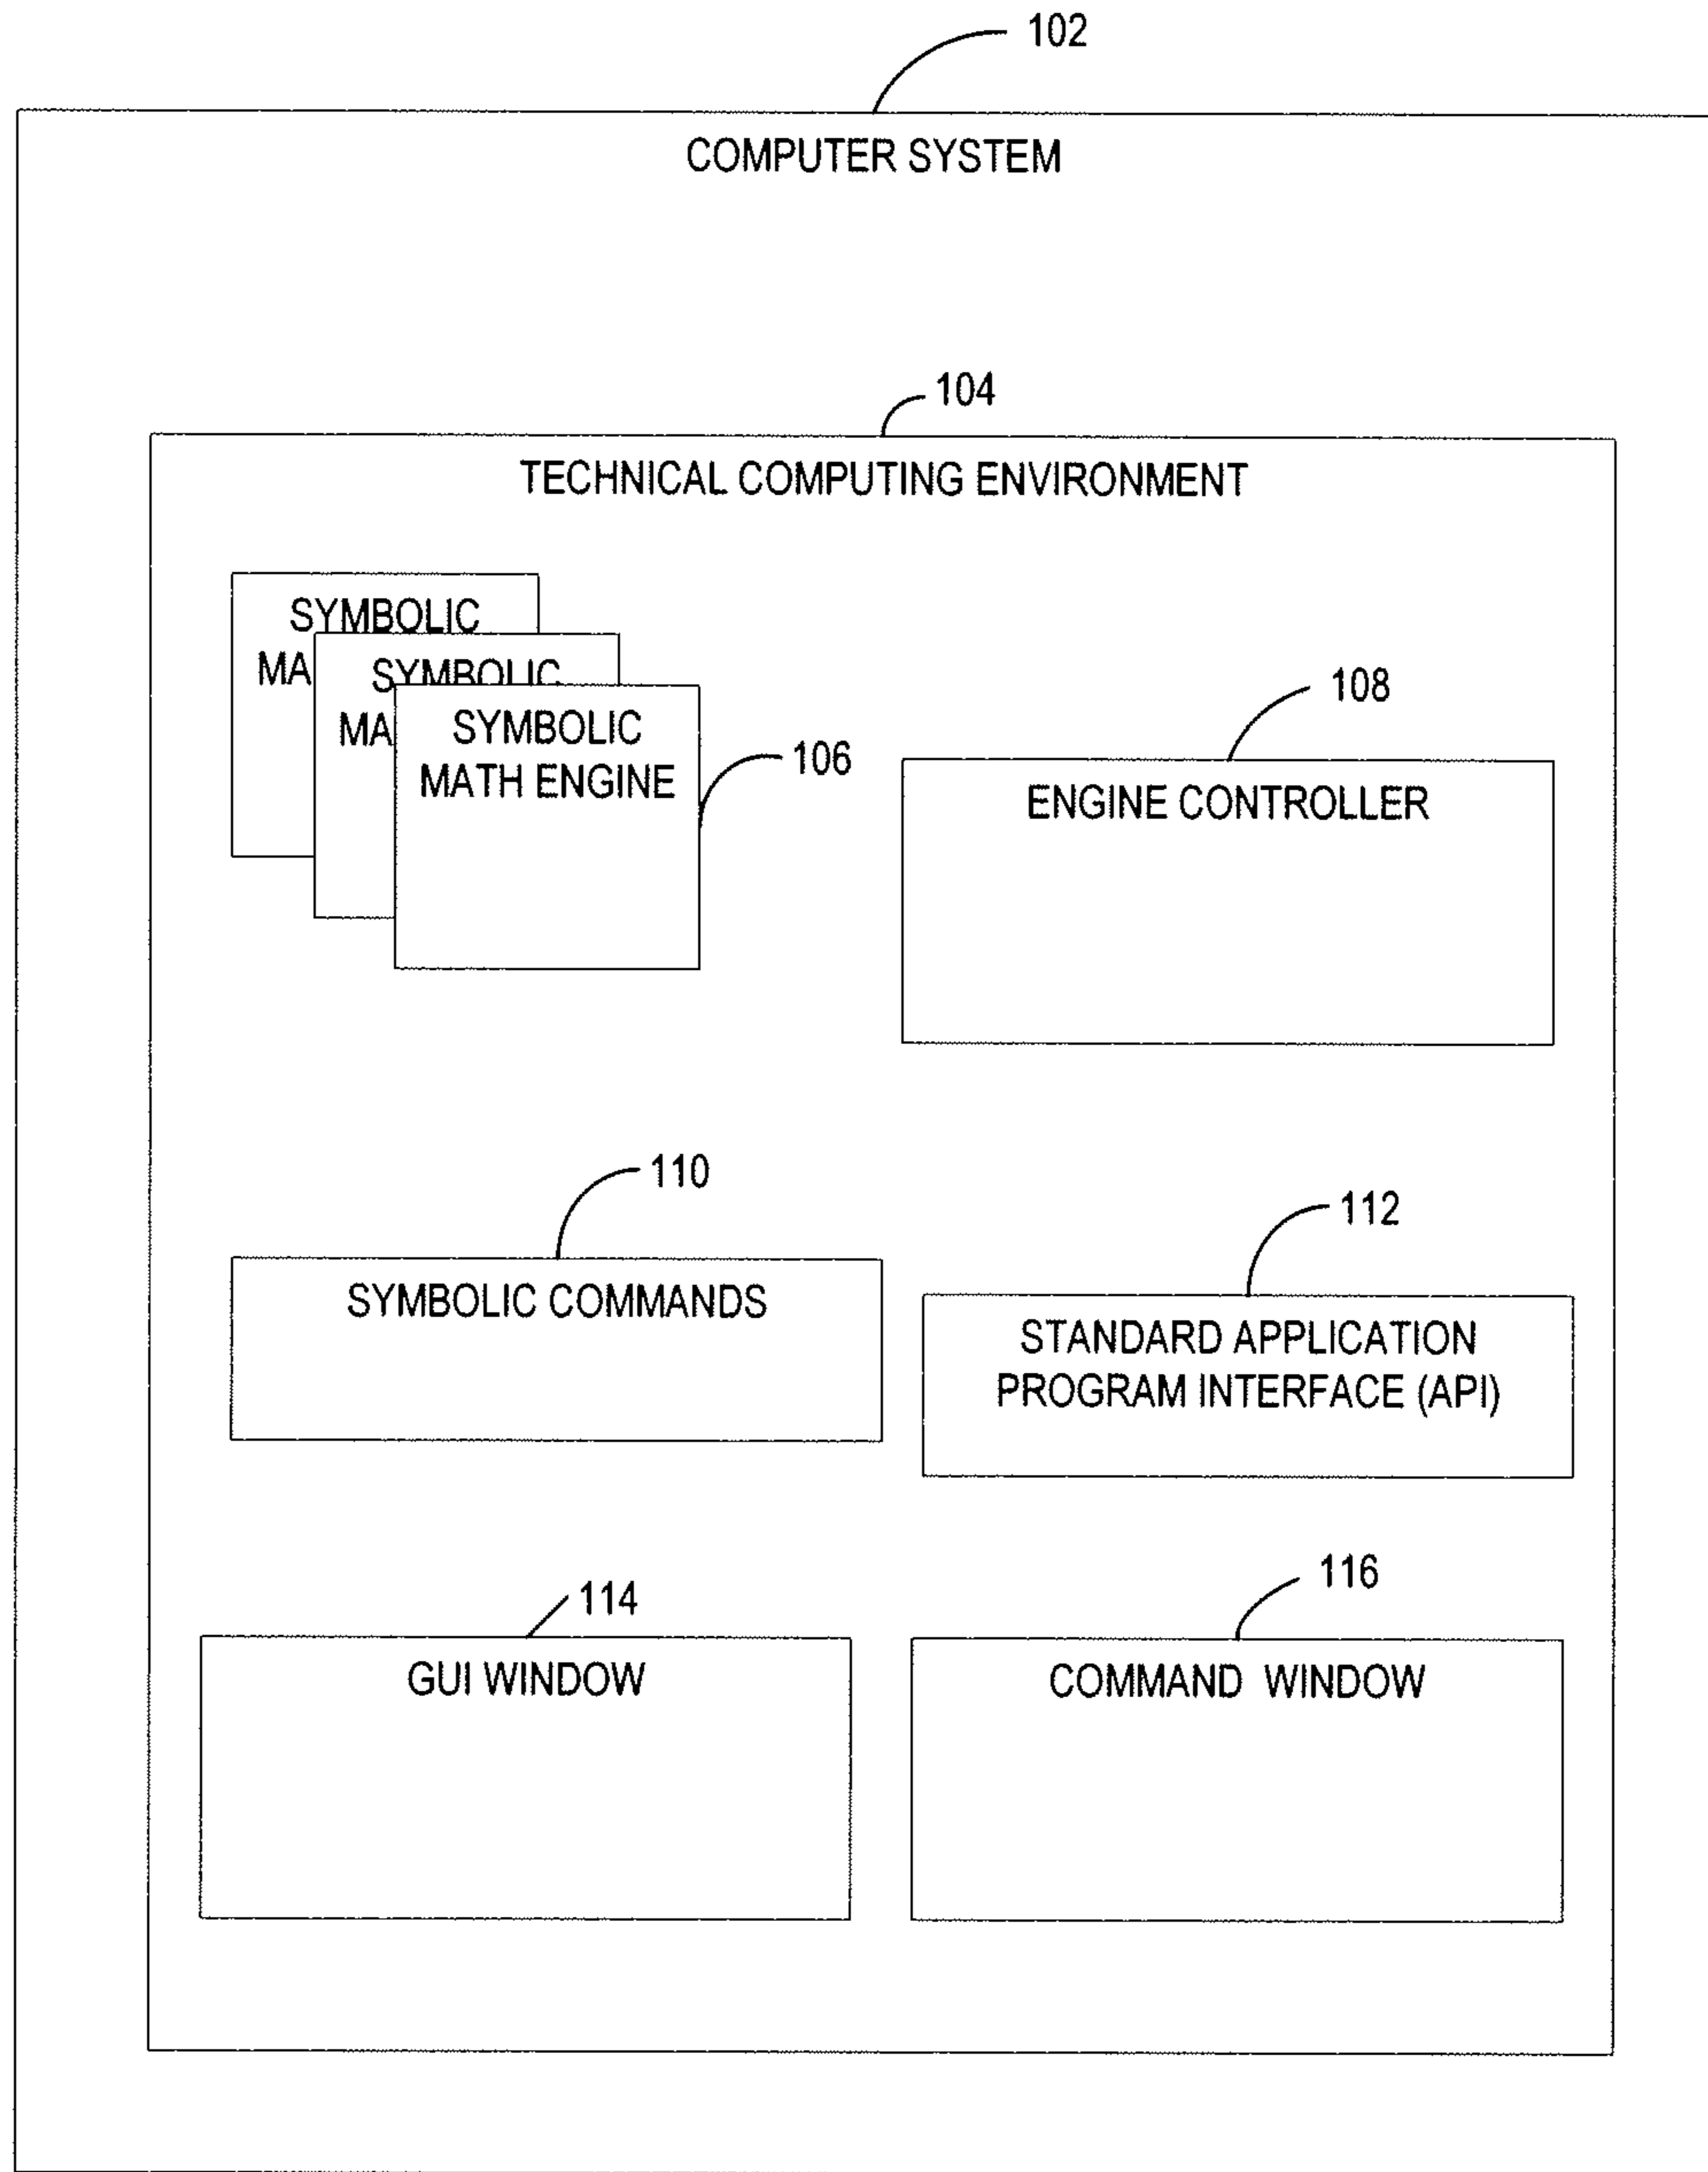 102
COMPUTER SYSTEM
104
TECHNICAL COMPUTING ENVIRONMENT
SYMBOLIC
MA
SYMBOLIC
MA
SYMBOLIC
MATH ENGINE
106
108
ENGINE CONTROLLER
110
SYMBOLIC COMMANDS
112
STANDARD APPLICATION
PROGRAM INTERFACE (API)
114
GUI WINDOW
116
COMMAND WINDOW